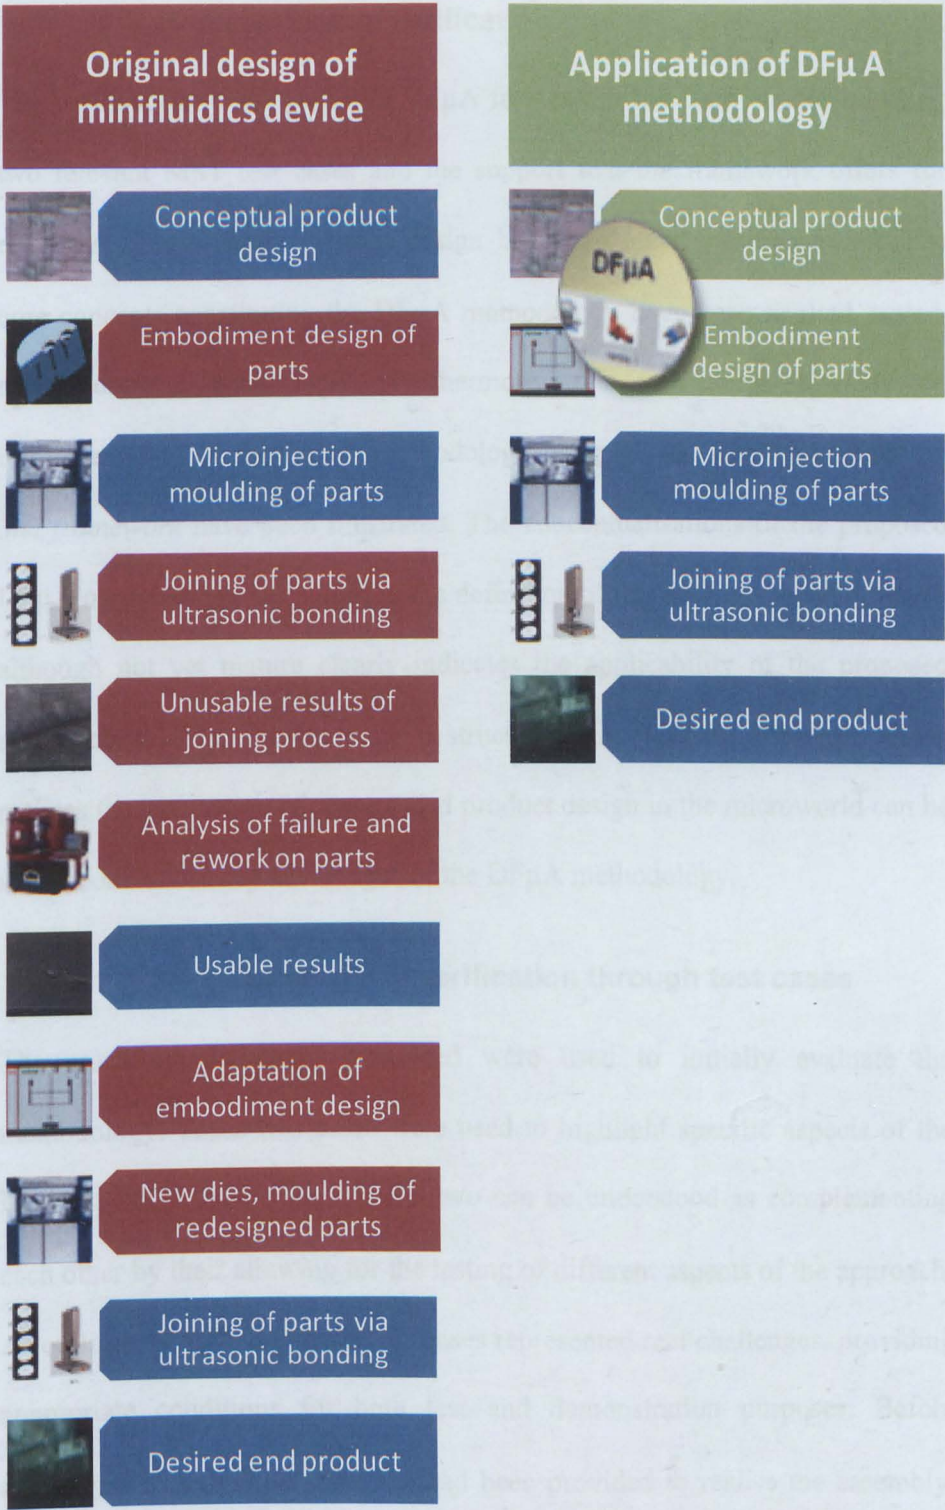 Original design of
minifluidics device
Conceptual product
design
Embodiment design of
parts
Microinjection
moulding of parts
Joining of parts via
ultrasonic bonding
Unusable results of
joining process
Analysis of failure and
rework on parts
Usable results
Adaptation of
embodiment design
New dies, moulding of
redesigned parts
Joining of parts via
ultrasonic bonding
Desired end product
Application of DFμ A
methodology
Conceptual product
design
DFμA
Embodiment
design of parts
Microinjection
moulding of parts
Joining of parts via
ultrasonic bonding
Desired end product